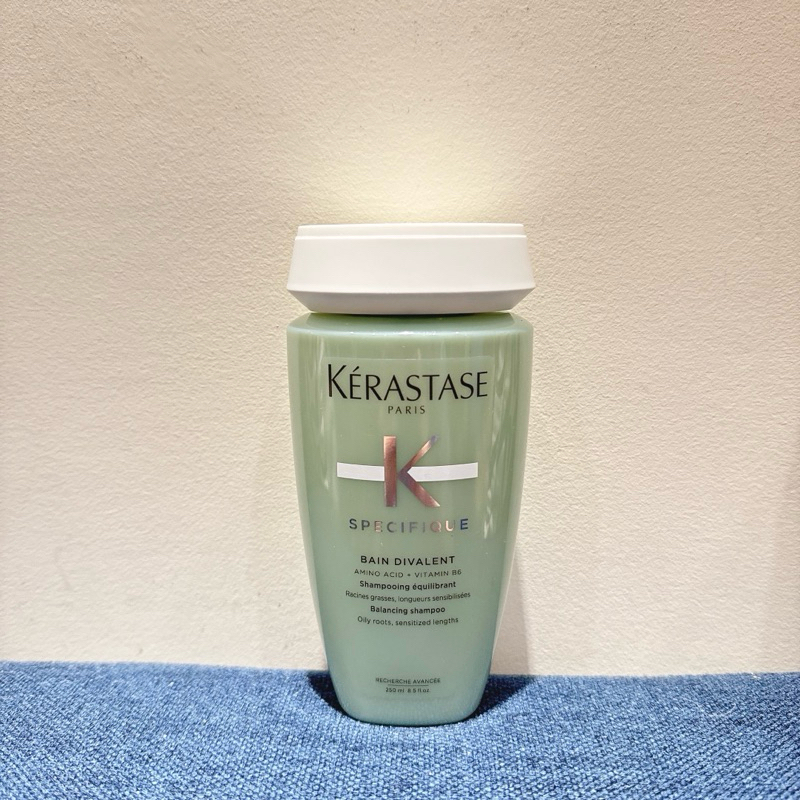 KÉRASTASE
PARIS
K
SPECIFIQUE
BAIN DIVALENT
AMINO ACID + VITAMIN B6
Shampooing équilibrant
Racines grasses, longueurs sensibilisées
Balancing shampoo
Oily roots, sensitized lengths
RECHERCHE AVANCÉE
250 ml 8.5 fl.oz.